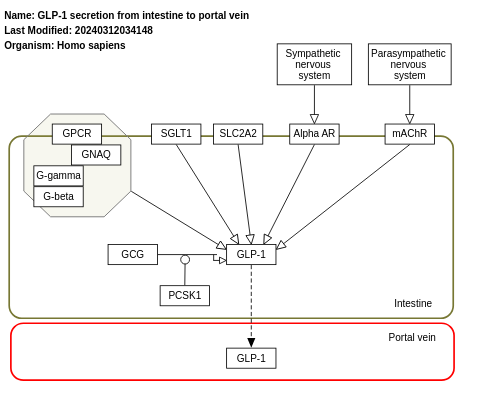 Name: GLP-1 secretion from intestine to portal vein
Last Modified: 20240312034148
Organism: Homo sapiens
Sympathetic
nervous
system
Parasympathetic
nervous
system
GPCR
SGLT1
SLC2A2
Alpha AR
mAChR
GNAQ
G-gamma
G-beta
GCG
GLP-1
PCSK1
Intestine
Portal vein
GLP-1